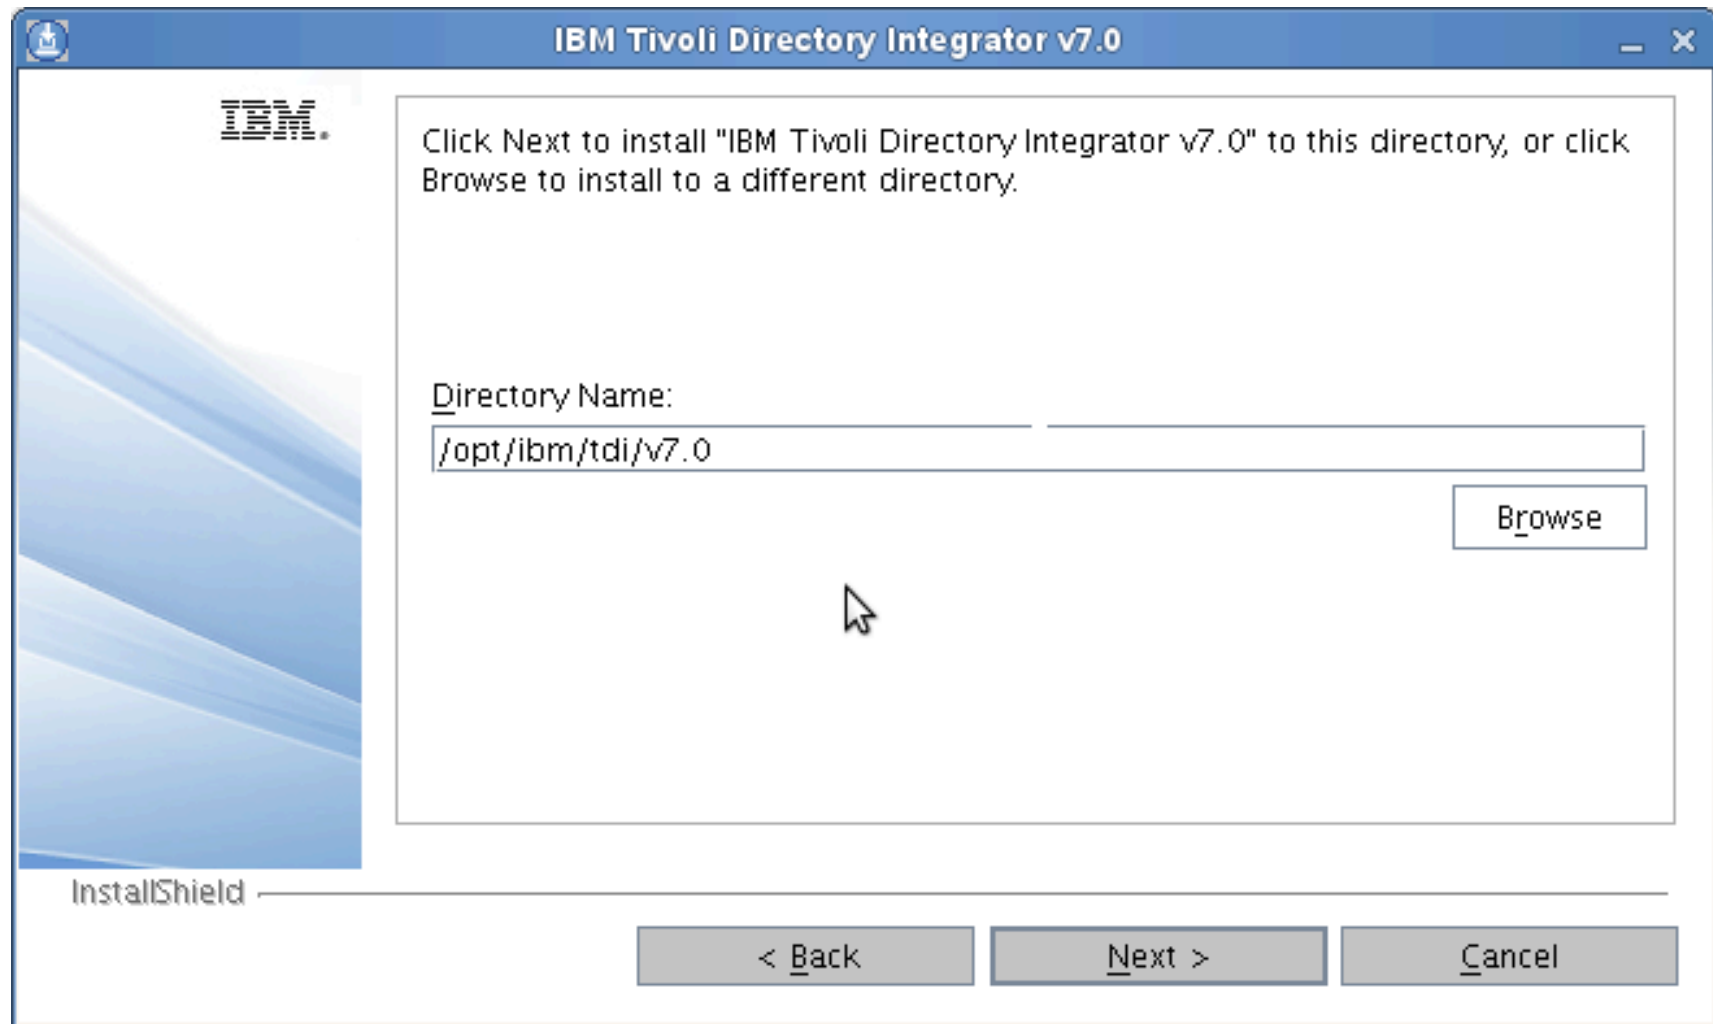 IBM Tivoli Directory Integrator v7.0
IBM.
Click Next to install "IBM Tivoli Directory Integrator v7.0" to this directory, or click
Browse to install to a different directory.
Directory Name:
/opt/ibm/tdi/v7.0
Browse
InstallShield
< Back
Next >
Cancel